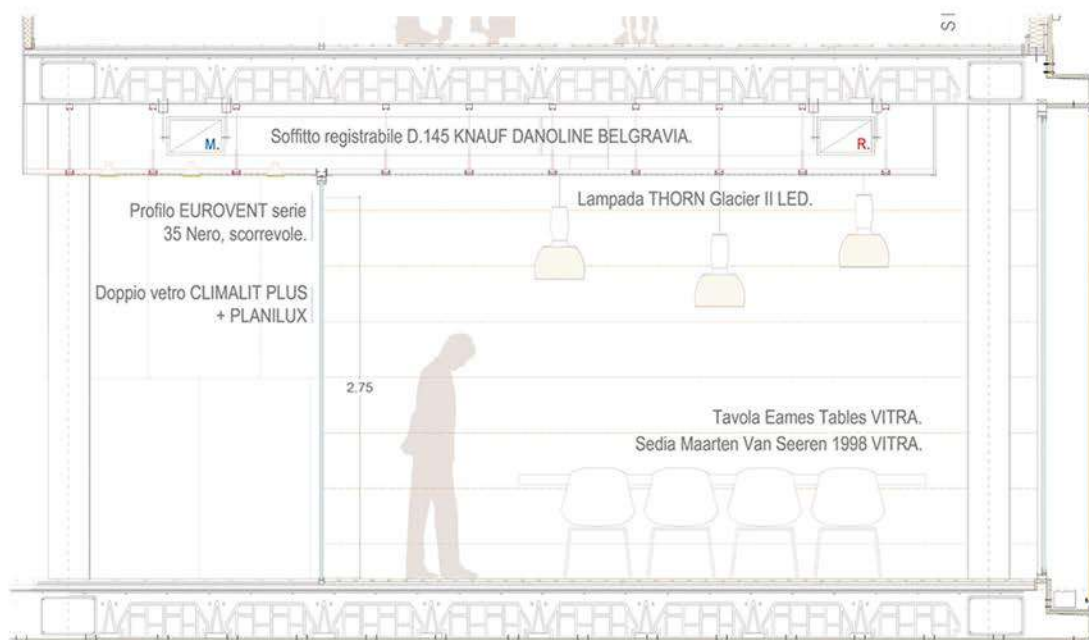 SI
M.
Soffitto registrabile D.145 KNAUF DANOLINE BELGRAVIA.
R.
Profilo EUROVENT serie
35 Nero, scorrevole.
Lampada THORN Glacier II LED.
Doppio vetro CLIMALIT PLUS
+ PLANILUX
2.75
Tavola Eames Tables VITRA.
Sedia Maarten Van Seeren 1998 VITRA.